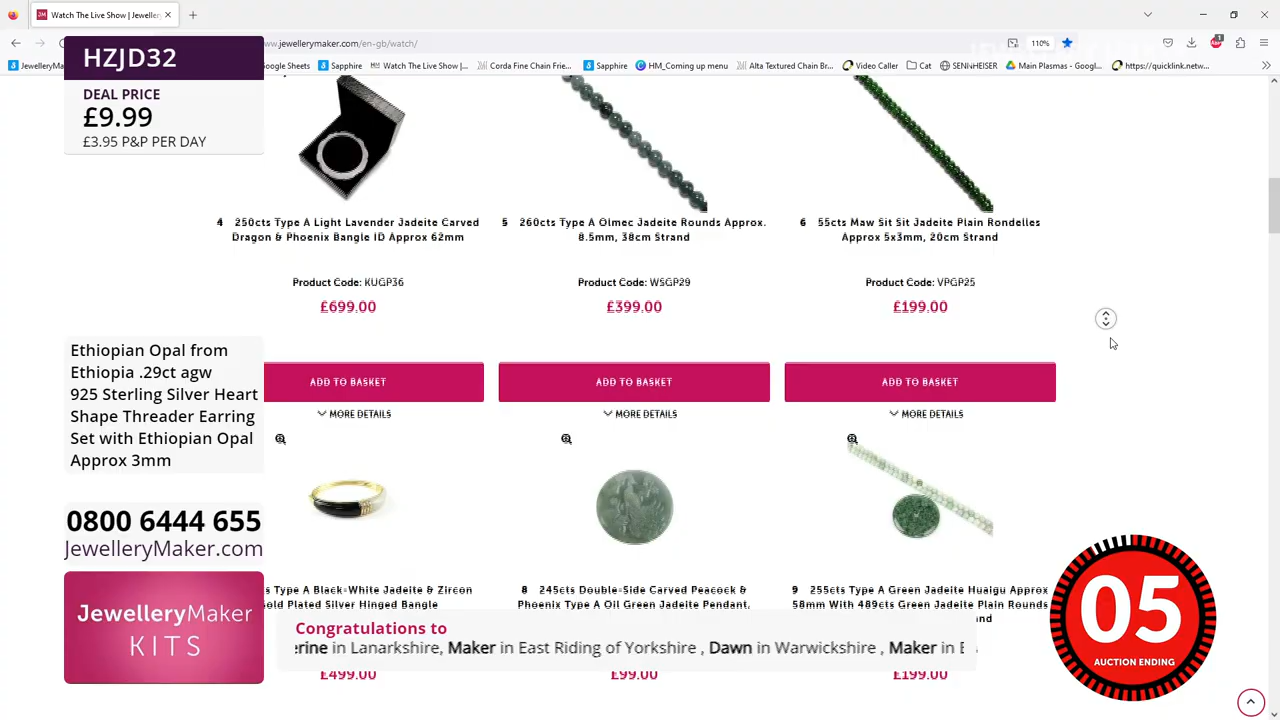 Watch The Live Show | Jeweller
.jewellerymaker.com/en-gb/watch/
110%
JewelleryM
ogle Sheets
Sapphire
Watch The Live Show |...
Corda Fine Chain Frie...
Sapphire
HM_Coming up menu
Alta Textured Chain Br...
Video Caller
Cat
SENNHEISER
Main Plasmas - Googl...
https://quicklink.netw...
HZJD32
DEAL PRICE
£9.99
£3.95 P&P PER DAY
4 250cts Type A Light Lavender Jadeite Carved
Dragon & Phoenix Bangle ID Approx 62mm
Product Code: KUGP36
£699.00
ADD TO BASKET
MORE DETAILS
5 260cts Type A Olmec Jadeite Rounds Approx.
8.5mm, 38cm Strand
Product Code: WSGP29
£399.00
ADD TO BASKET
MORE DETAILS
6 55cts Maw Sit Sit Jadeite Plain Rondelles
Approx 5x3mm, 20cm Strand
Product Code: VPGP25
£199.00
ADD TO BASKET
MORE DETAILS
Ethiopian Opal from
Ethiopia .29ct agw
925 Sterling Silver Heart
Shape Threader Earring
Set with Ethiopian Opal
Approx 3mm
0800 6444 655
JewelleryMaker.com
JewelleryMaker
KITS
ts Type A Black-White Jadeite & Zircon
old Plated Silver Hinged Bangle
£499.00
8 245cts Double-Side Carved Peacock &
Phoenix Type A Oil Green Jadeite Pendant,
£99.00
9 255cts Type A Green Jadeite Huaigu Approx
58mm With 489cts Green Jadeite Plain Rounds
and
£199.00
Congratulations to
erine in Lanarkshire, Maker in East Riding of Yorkshire , Dawn in Warwickshire , Maker in
05
AUCTION ENDING